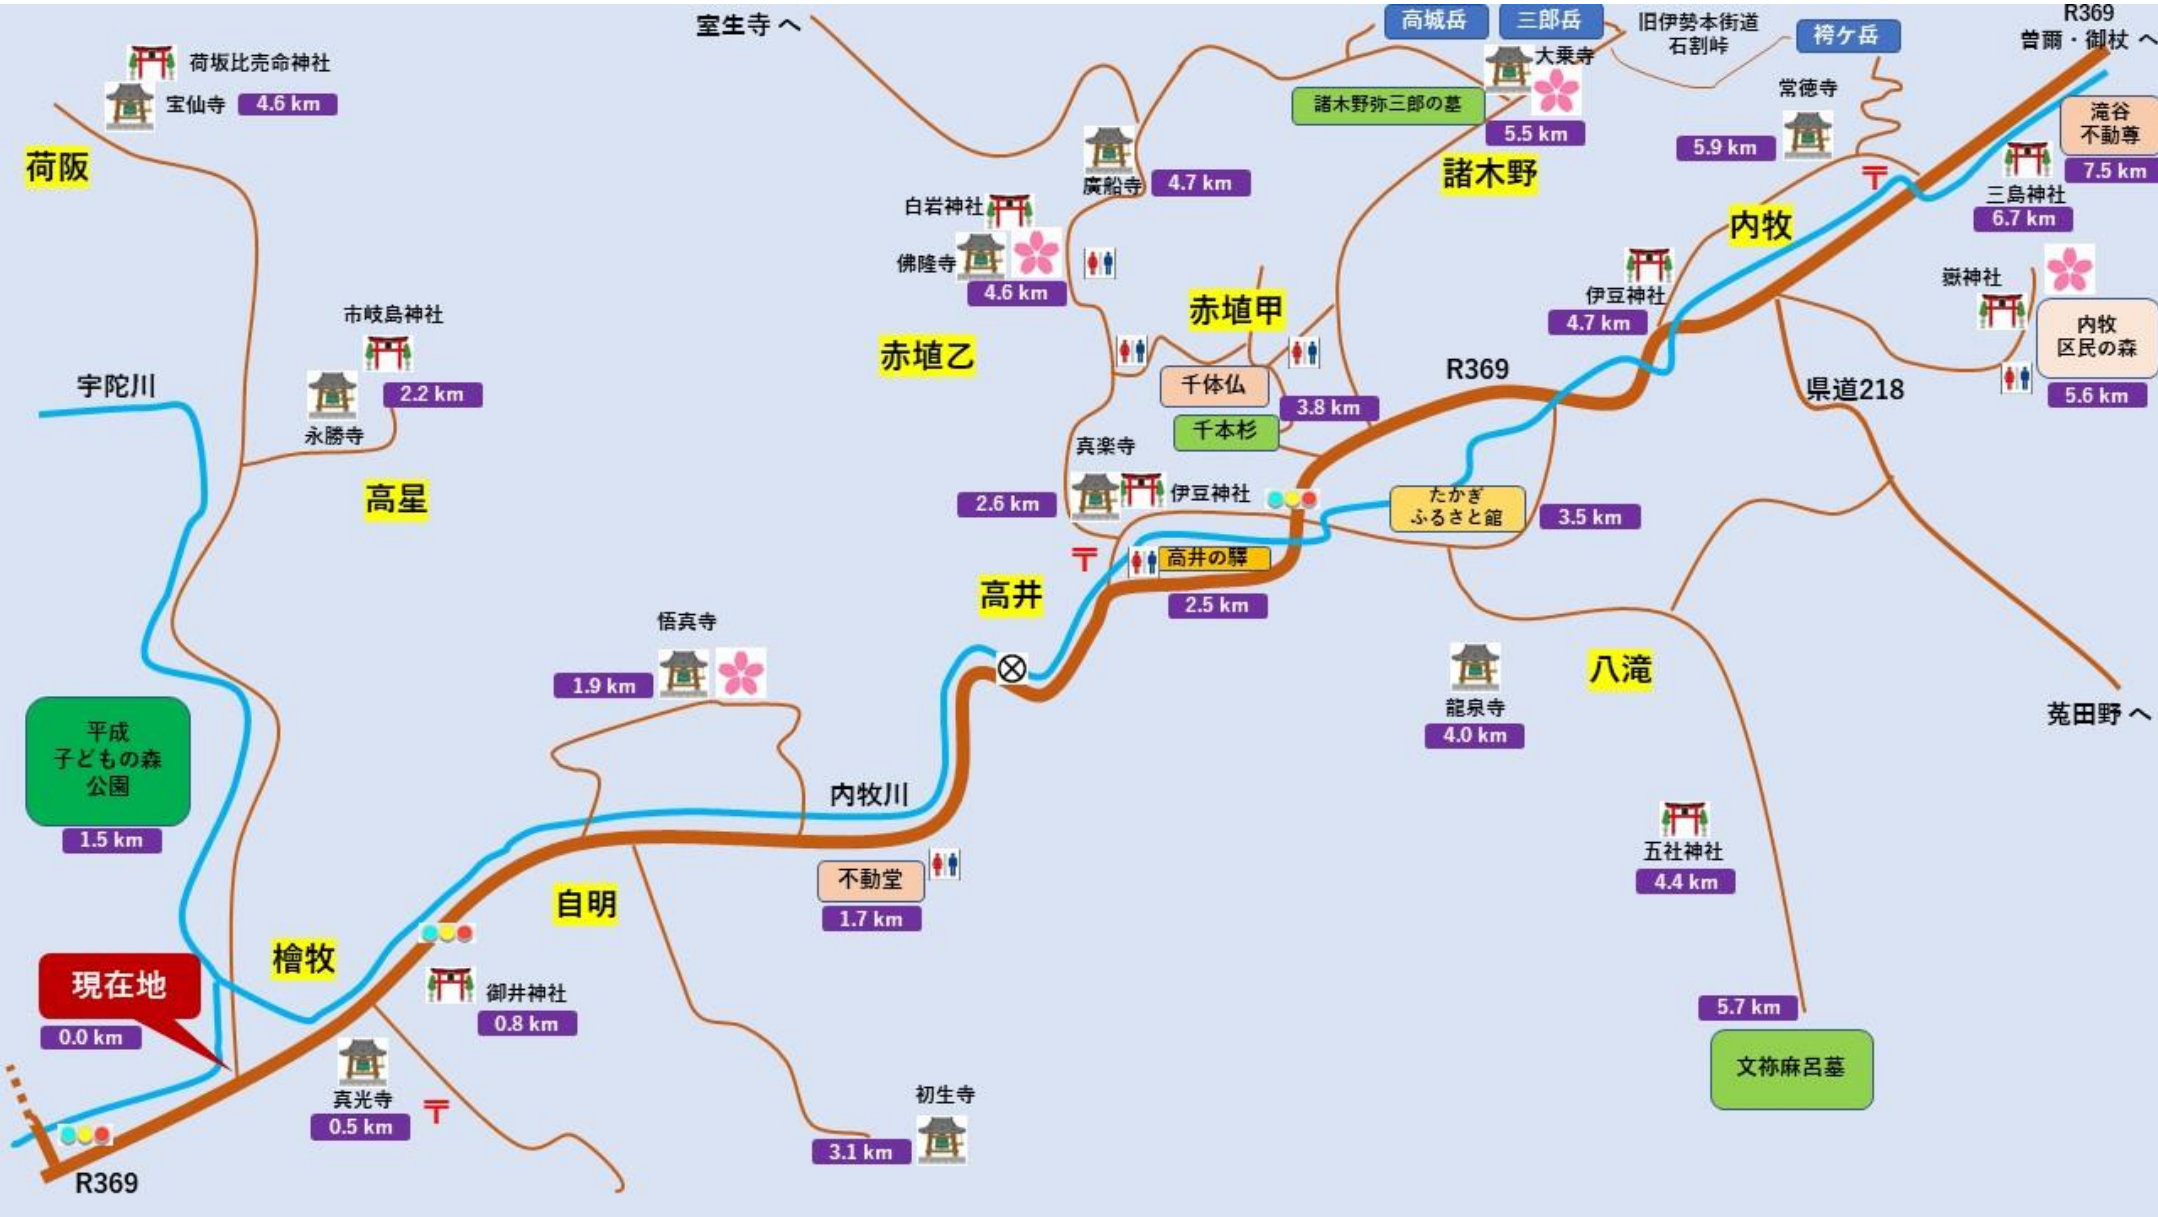 室生寺 へ
高城岳
三郎岳
旧伊勢本街道
石割峠
袴ケ岳
R369
曽爾・御杖 へ
荷坂比売命神社
宝仙寺
4.6 km
荷阪
大乗寺
諸木野弥三郎の墓
5.5 km
諸木野
常徳寺
5.9 km
〒
滝谷
不動尊
7.5 km
三島神社
6.7 km
廣船寺
4.7 km
白岩神社
佛隆寺
4.6 km
内牧
伊豆神社
4.7 km
嶽神社
内牧
区民の森
5.6 km
市岐島神社
2.2 km
永勝寺
高星
宇陀川
赤埴甲
赤埴乙
千体仏
3.8 km
千本杉
R369
県道218
真楽寺
2.6 km
伊豆神社
たかぎ
ふるさと館
3.5 km
〒
高井の驛
2.5 km
高井
悟真寺
1.9 km
龍泉寺
4.0 km
八滝
菟田野 へ
平成
子どもの森
公園
1.5 km
内牧川
不動堂
1.7 km
自明
五社神社
4.4 km
檜牧
現在地
0.0 km
御井神社
0.8 km
真光寺
0.5 km
〒
初生寺
3.1 km
5.7 km
文祢麻呂墓
R369